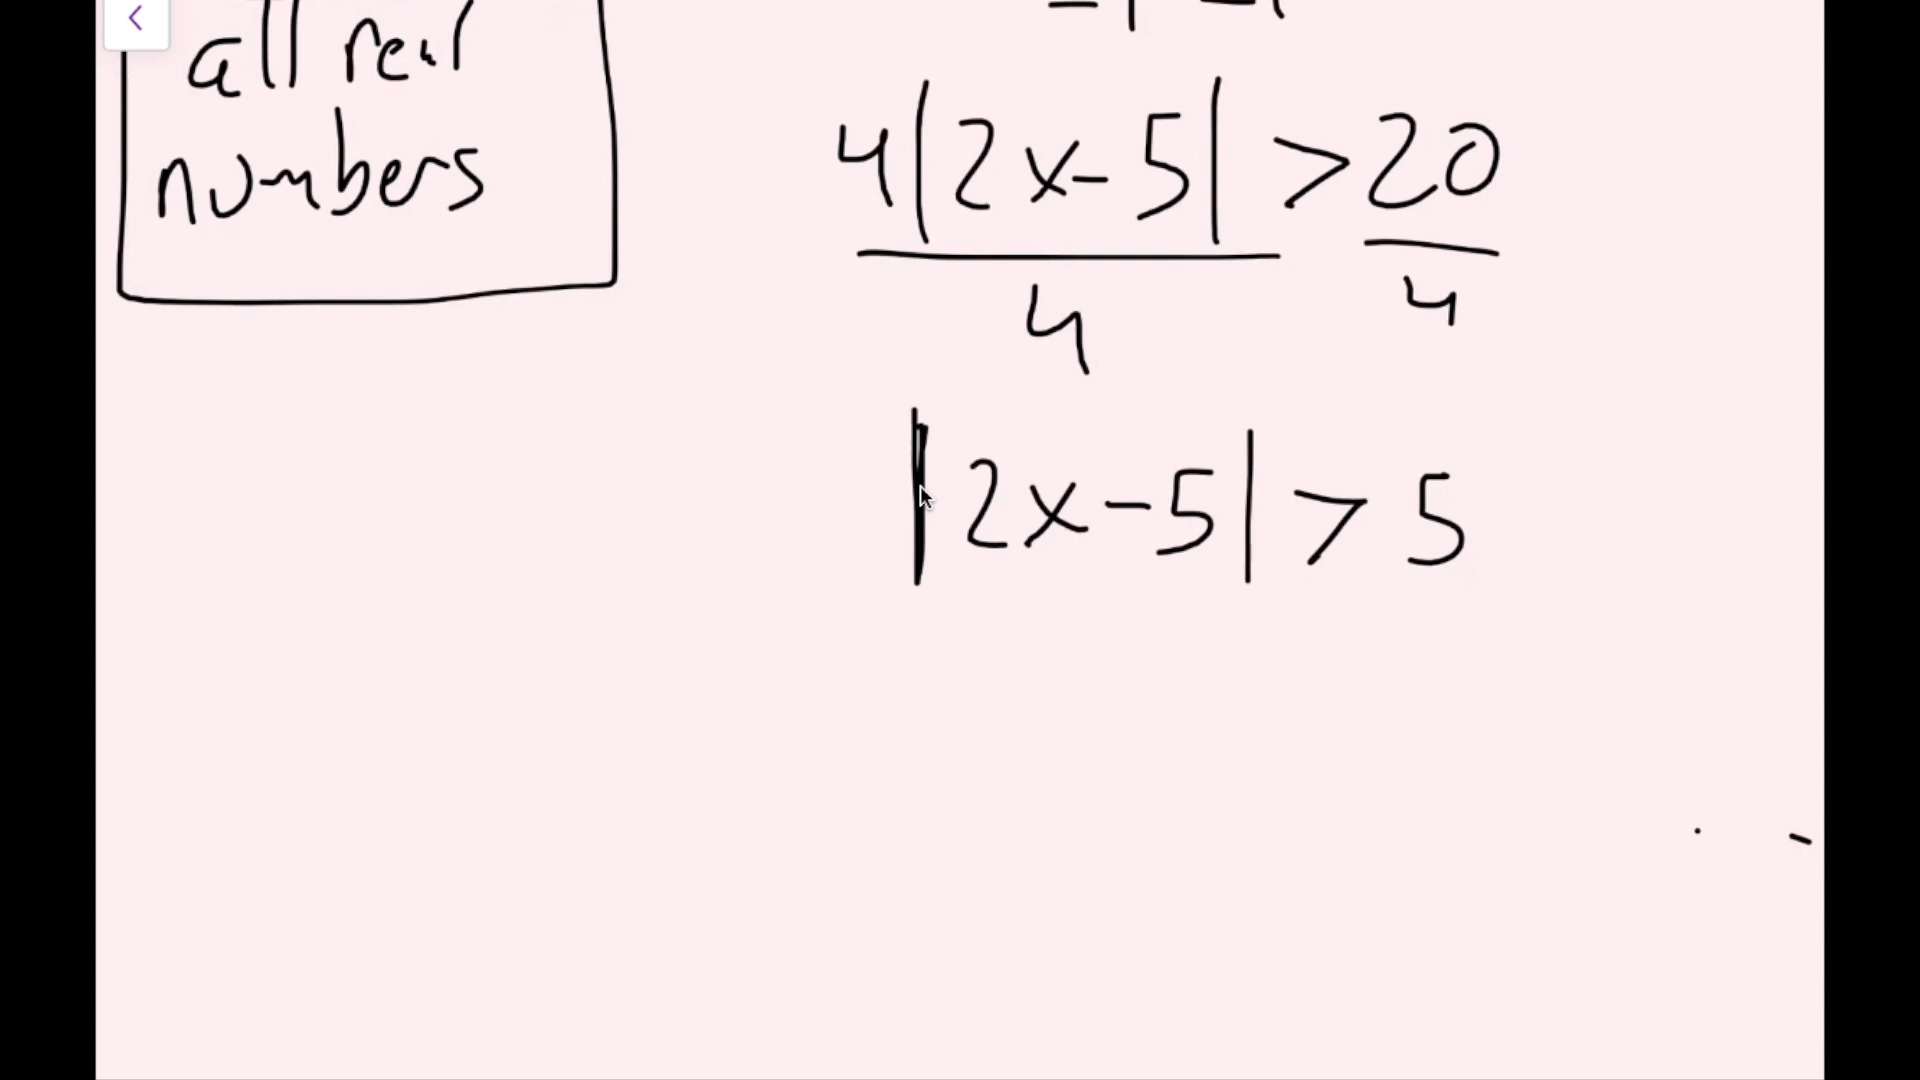 all real
numbers
4|2x-5| > 20
4 4
|2x-5| > 5